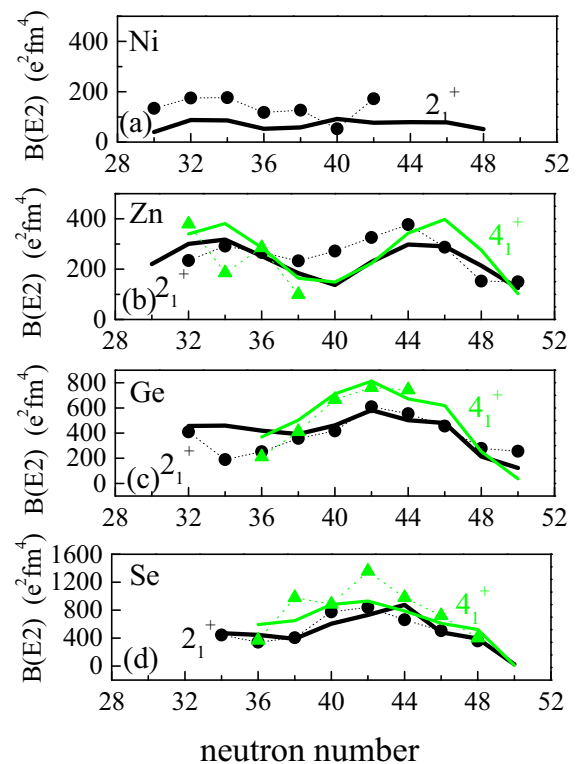 Ni
B(E2) (e²fm⁴)
400
200
0
(a)
2₁⁺
28 32 36 40 44 48 52
Zn
B(E2) (e²fm⁴)
400
200
0
(b)
2₁⁺
4₁⁺
28 32 36 40 44 48 52
Ge
B(E2) (e²fm⁴)
800
600
400
200
0
(c)
2₁⁺
4₁⁺
28 32 36 40 44 48 52
Se
B(E2) (e²fm⁴)
1600
1200
800
400
0
(d)
2₁⁺
4₁⁺
28 32 36 40 44 48 52
neutron number